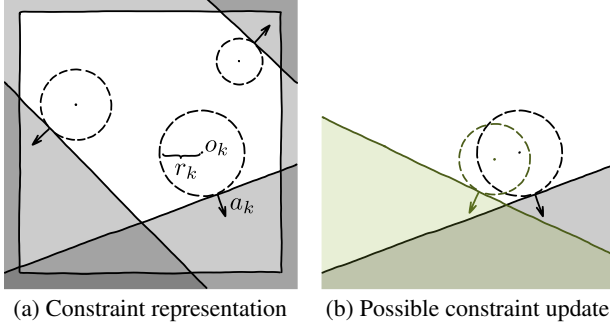 o_k
r_k
a_k
(a) Constraint representation
(b) Possible constraint update